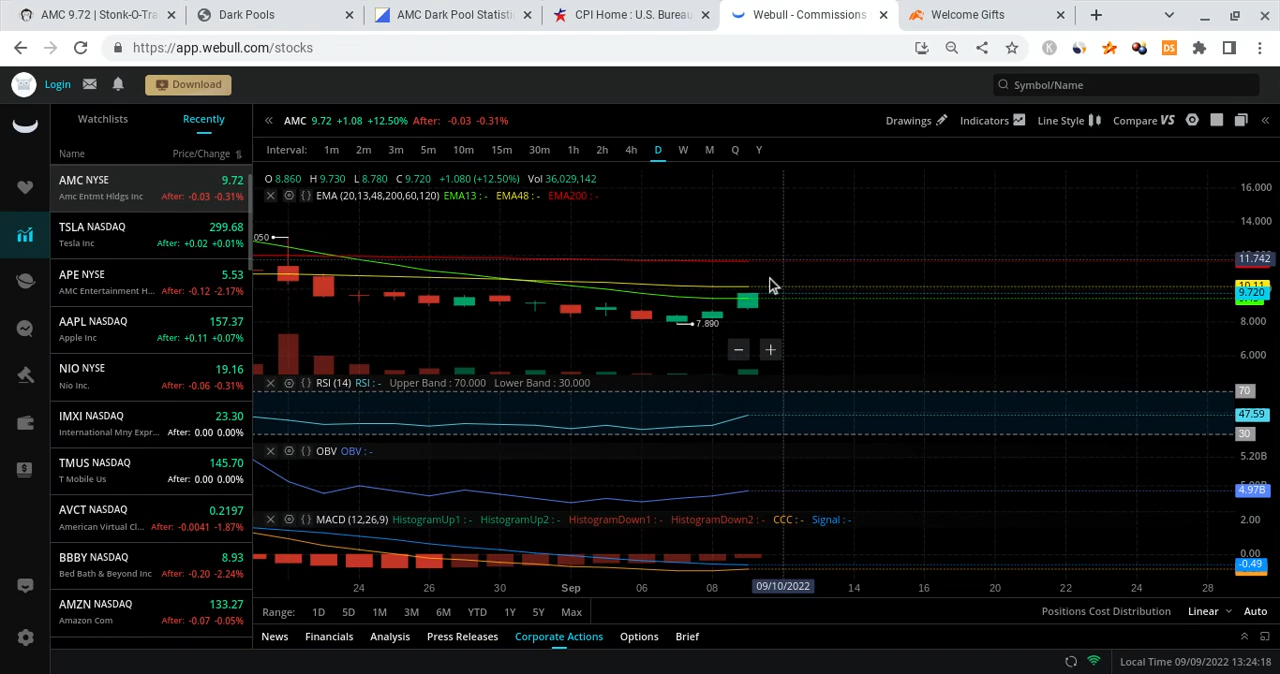 AMC 9.72 | Stonk-O-Tra
Dark Pools
AMC Dark Pool Statisti
CPI Home : U.S. Bureau
Webull - Commissions
Welcome Gifts
https://app.webull.com/stocks
Login
Download
Symbol/Name
Watchlists
Recently
Name
Price/Change
AMC NYSE 9.72
Amc Entmt Hldgs Inc After: -0.03 -0.31%
TSLA NASDAQ 299.68
Tesla Inc After: +0.02 +0.01%
APE NYSE 5.53
AMC Entertainment H... After: -0.12 -2.17%
AAPL NASDAQ 157.37
Apple Inc After: +0.11 +0.07%
NIO NYSE 19.16
Nio Inc. After: -0.06 -0.31%
IMXI NASDAQ 23.30
International Mny Expr... After: 0.00 0.00%
TMUS NASDAQ 145.70
T Mobile Us After: 0.00 0.00%
AVCT NASDAQ 0.2197
American Virtual Cl... After: -0.0041 -1.87%
BBBY NASDAQ 8.93
Bed Bath & Beyond Inc After: -0.20 -2.24%
AMZN NASDAQ 133.27
Amazon Com After: -0.07 -0.05%
AMC 9.72 +1.08 +12.50% After: -0.03 -0.31%
Drawings Indicators Line Style Compare VS
Interval: 1m 2m 3m 5m 10m 15m 30m 1h 2h 4h D W M Q Y
O 8.860 H 9.730 L 8.780 C 9.720 +1.080 (+12.50%) Vol 36,029,142
EMA (20,13,48,200,60,120) EMA13 : - EMA48 : - EMA200 : -
16.000
14.000
050
11.742
10.11
9.720
8.000
7.890
6.000
RSI (14) RSI : - Upper Band : 70.000 Lower Band : 30.000
70
47.59
30
OBV OBV : -
5.20B
4.97B
MACD (12,26,9) HistogramUp1 : - HistogramUp2 : - HistogramDown1 : - HistogramDown2 : - CCC : - Signal : -
2.00
0.00
-0.49
24 26 30 Sep 06 08 09/10/2022 14 16 20 22 26 28
Range: 1D 5D 1M 3M 6M YTD 1Y 5Y Max
Positions Cost Distribution Linear Auto
News Financials Analysis Press Releases Corporate Actions Options Brief
Local Time 09/09/2022 13:24:18